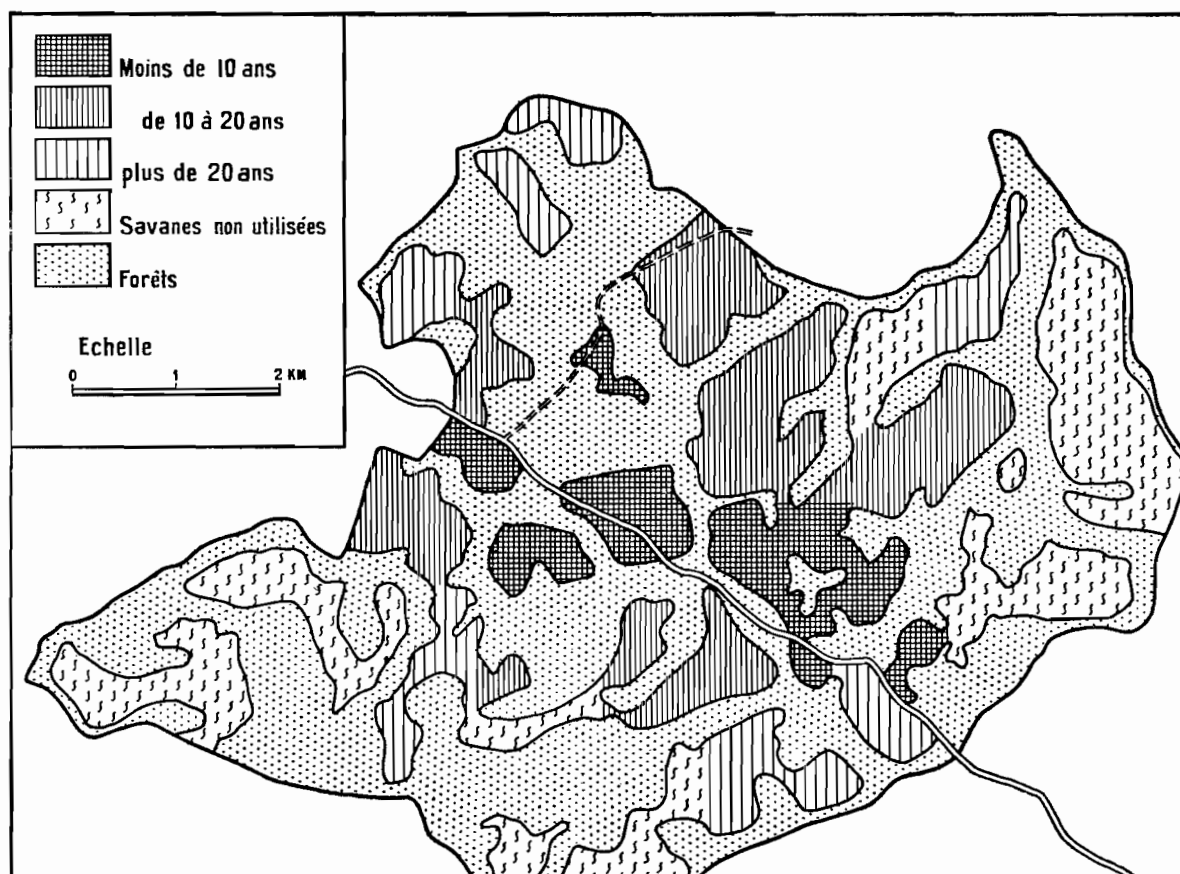 Moins de 10 ans
de 10 à 20 ans
plus de 20 ans
Savanes non utilisées
Forêts
Echelle
0 1 2 KM